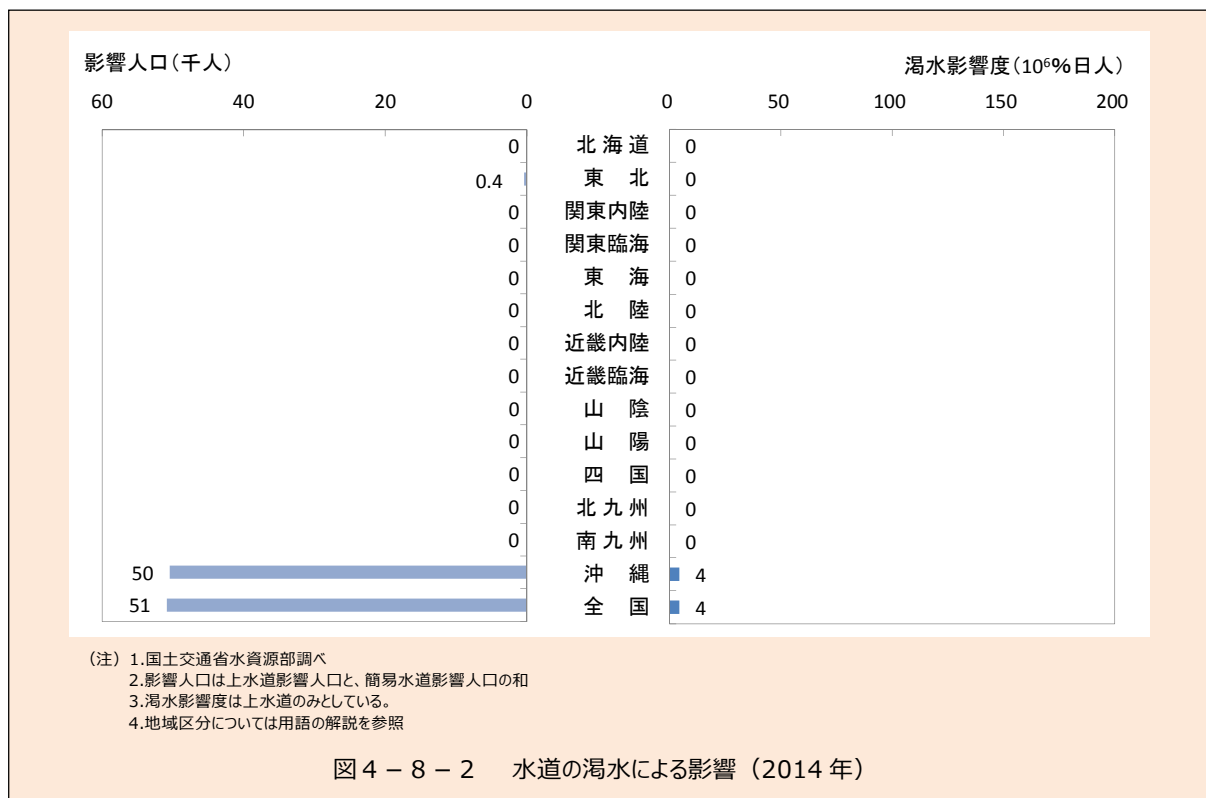 影響人口(千人) 渇水影響度(10⁶%日人)
60 40 20 0 0 50 100 150 200
0 北海道 0
0.4 東 北 0
0 関東内陸 0
0 関東臨海 0
0 東 海 0
0 北 陸 0
0 近畿内陸 0
0 近畿臨海 0
0 山 陰 0
0 山 陽 0
0 四 国 0
0 北九州 0
0 南九州 0
50 沖 縄 4
51 全 国 4
（注）1.国土交通省水資源部調べ
2.影響人口は上水道影響人口と、簡易水道影響人口の和
3.渇水影響度は上水道のみとしている。
4.地域区分については用語の解説を参照
図４－８－２ 水道の渇水による影響（2014 年）